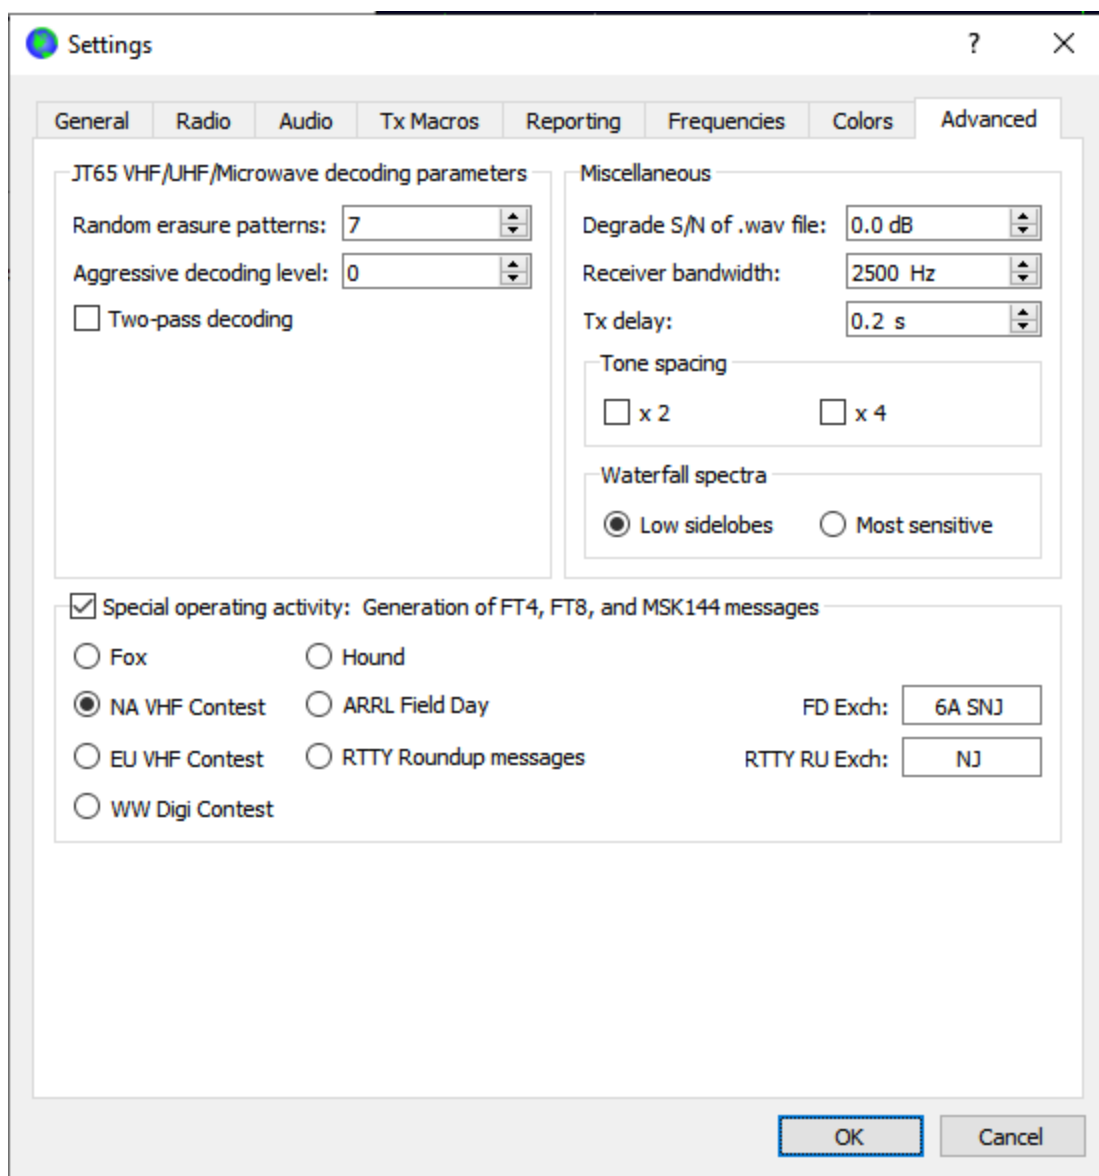 Settings
?
General Radio Audio Tx Macros Reporting Frequencies Colors Advanced
JT65 VHF/UHF/Microwave decoding parameters
Random erasure patterns: 7
Aggressive decoding level: 0
Two-pass decoding
Miscellaneous
Degrade S/N of .wav file: 0.0 dB
Receiver bandwidth: 2500 Hz
Tx delay: 0.2 s
Tone spacing
x 2 x 4
Waterfall spectra
Low sidelobes Most sensitive
Special operating activity: Generation of FT4, FT8, and MSK144 messages
Fox Hound
NA VHF Contest ARRL Field Day FD Exch: 6A SNJ
EU VHF Contest RTTY Roundup messages RTTY RU Exch: NJ
WW Digi Contest
OK Cancel